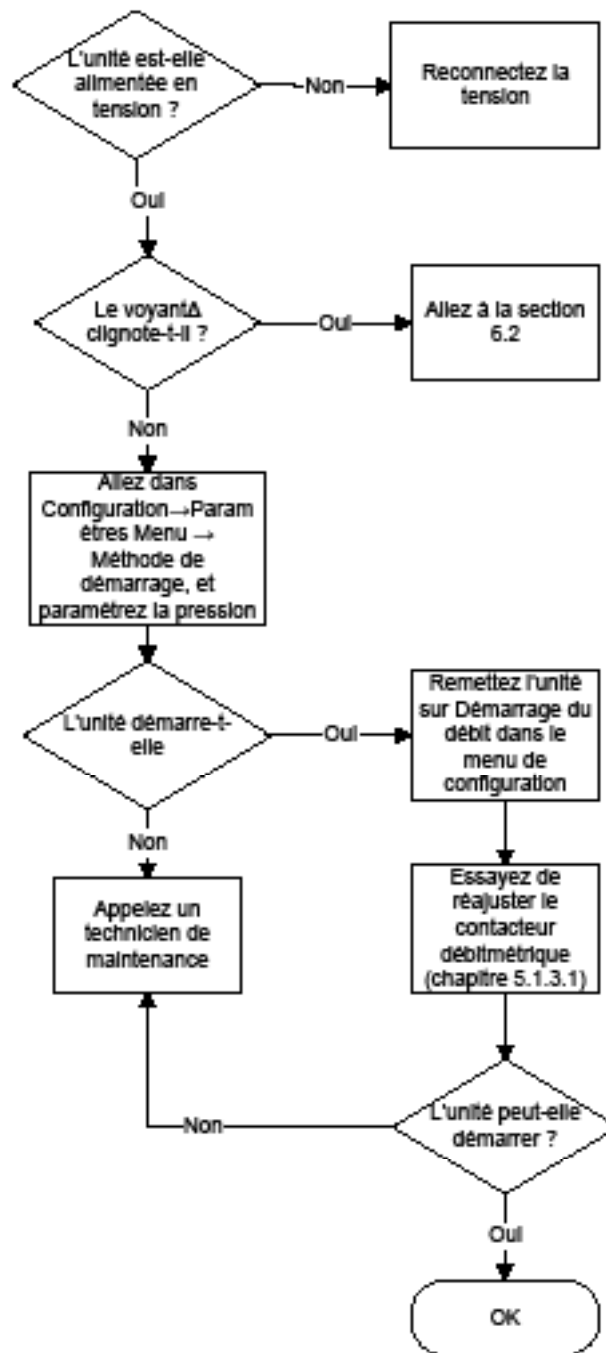 L'unité est-elle
alimentée en
tension ?
Non
Reconnectez la
tension
Oui
Le voyantΔ
clignote-t-il ?
Oui
Allez à la section
6.2
Non
Allez dans
Configuration→Param
ètres Menu →
Méthode de
démarrage, et
paramétrez la pression
L'unité démarre-t-
elle
Oui
Remettez l'unité
sur Démarrage du
débit dans le
menu de
configuration
Non
Appelez un
technicien de
maintenance
Essayez de
réajuster le
contacteur
débitmétrique
(chapitre 5.1.3.1)
L'unité peut-elle
démarrer ?
Non
Oui
OK